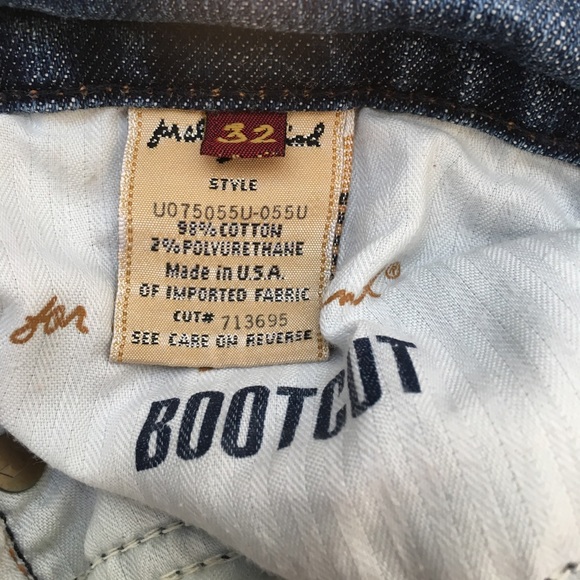 32
STYLE
U075055U-055U
98% COTTON
2% POLYURETHANE
Made in U.S.A.
OF IMPORTED FABRIC
CUT# 713695
SEE CARE ON REVERSE
for ®
BOOTCUT